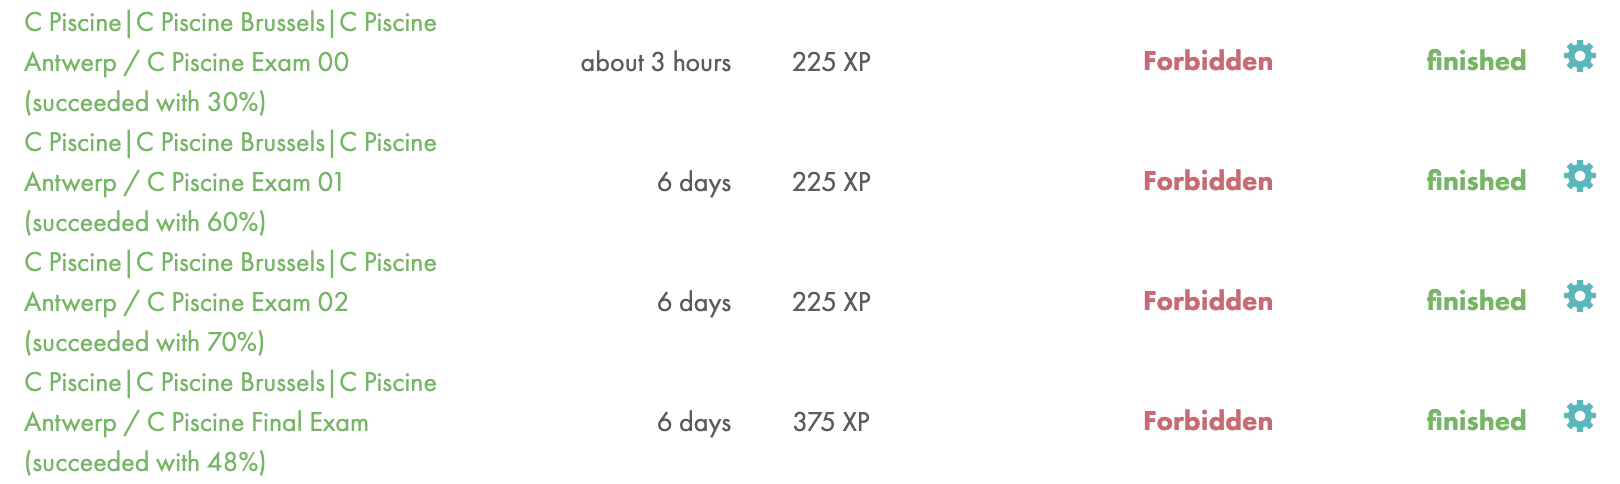 C Piscine|C Piscine Brussels|C Piscine
Antwerp / C Piscine Exam 00 about 3 hours 225 XP Forbidden finished
(succeeded with 30%)
C Piscine|C Piscine Brussels|C Piscine
Antwerp / C Piscine Exam 01 6 days 225 XP Forbidden finished
(succeeded with 60%)
C Piscine|C Piscine Brussels|C Piscine
Antwerp / C Piscine Exam 02 6 days 225 XP Forbidden finished
(succeeded with 70%)
C Piscine|C Piscine Brussels|C Piscine
Antwerp / C Piscine Final Exam 6 days 375 XP Forbidden finished
(succeeded with 48%)